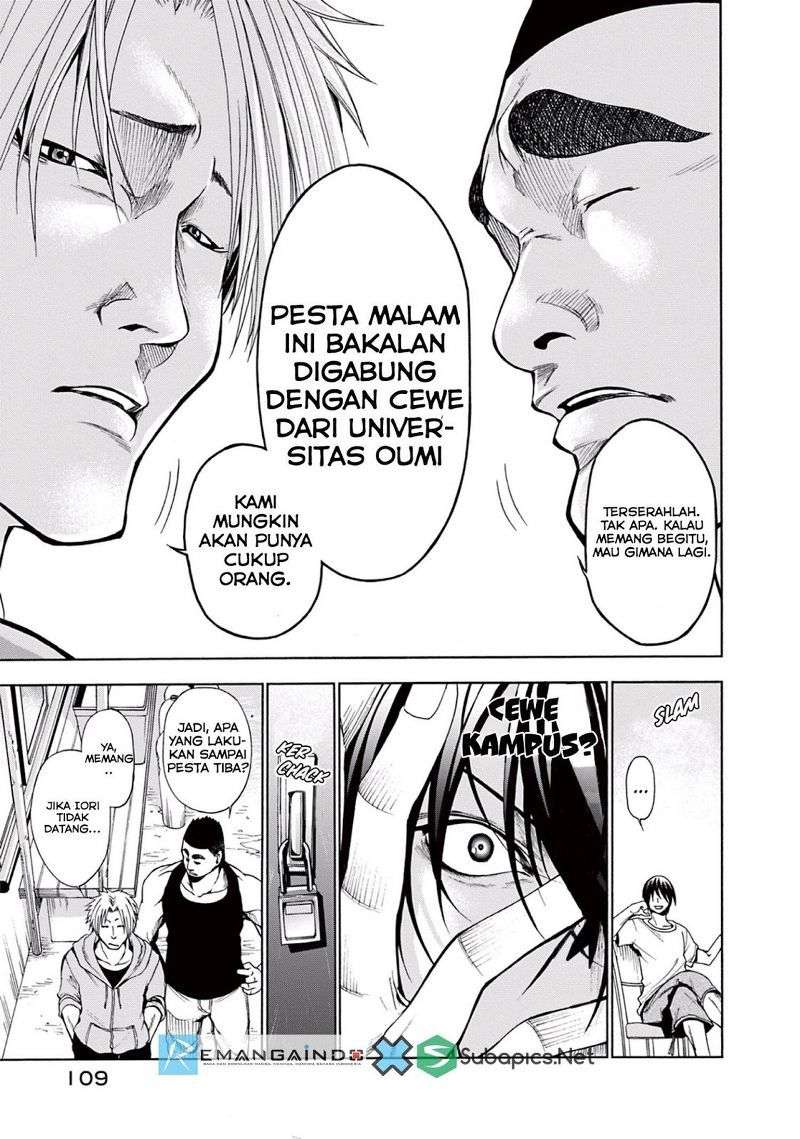 TERSERAHLAH.
TAK APA. KALAU
MEMANG BEGITU,
MAU GIMANA LAGI.
PESTA MALAM
INI BAKALAN
DIGABUNG
DENGAN CEWE
DARI UNIVER-
SITAS OUMI
KAMI
MUNGKIN
AKAN PUNYA
CUKUP
ORANG.
SLAM
...
CEWE
KAMPUS?
KER-
CHACK
JADI, APA
YANG LAKU-
KAN SAMPAI
PESTA TIBA?
YA,
MEMANG
..
JIKA IORI
TIDAK
DATANG...
REMANGAINDO
Subapics.Net
109